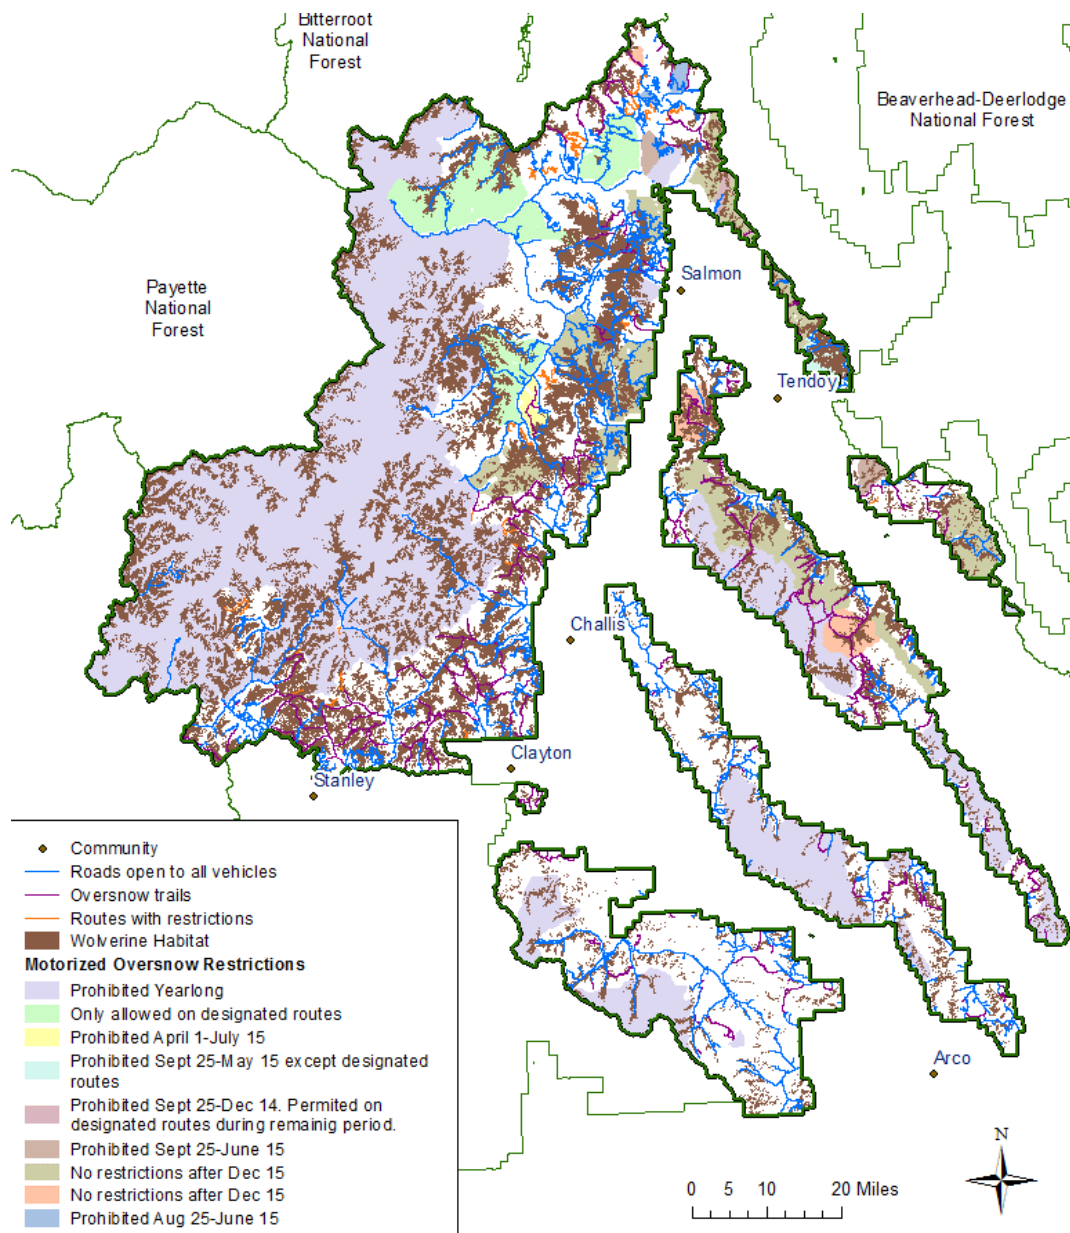 Bitterroot
National
Forest
Beaverhead-Deerlodge
National Forest
Payette
National
Forest
Salmon
Tendoy
Challis
Clayton
Stanley
Arco
Community
Roads open to all vehicles
Oversnow trails
Routes with restrictions
Wolverine Habitat
Motorized Oversnow Restrictions
Prohibited Yearlong
Only allowed on designated routes
Prohibited April 1-July 15
Prohibited Sept 25-May 15 except designated
routes
Prohibited Sept 25-Dec 14. Permited on
designated routes during remainig period.
Prohibited Sept 25-June 15
No restrictions after Dec 15
No restrictions after Dec 15
Prohibited Aug 25-June 15
N
0 5 10 20 Miles